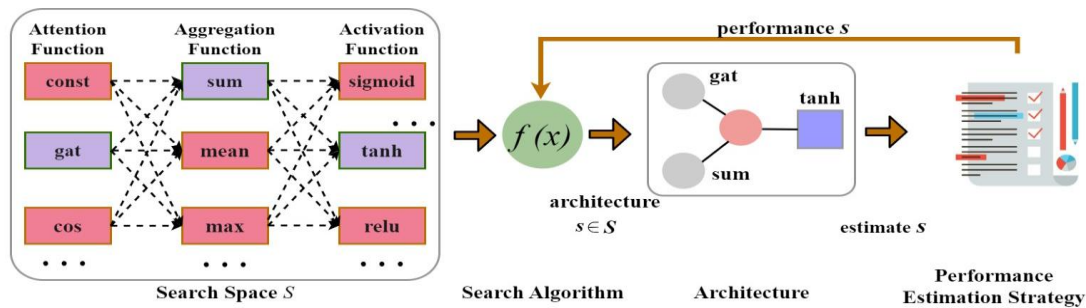 Attention Function
Aggregation Function
Activation Function
const
sum
sigmoid
. . .
gat
mean
tanh
cos
max
relu
. . .
. . .
. . .
Search Space S
f (x)
performance s
architecture
s ∈ S
Search Algorithm
gat
tanh
sum
Architecture
estimate s
Performance
Estimation Strategy